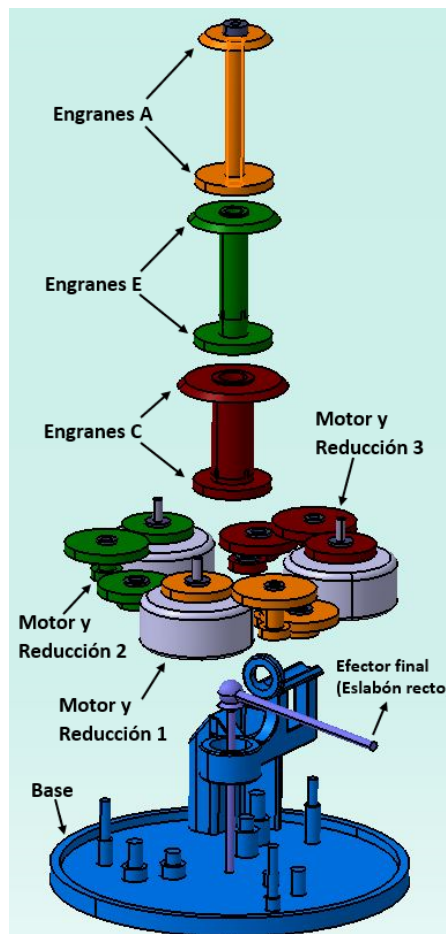 Engranes A
Engranes E
Engranes C
Motor y
Reducción 3
Motor y
Reducción 2
Motor y
Reducción 1
Efector final
(Eslabón recto)
Base